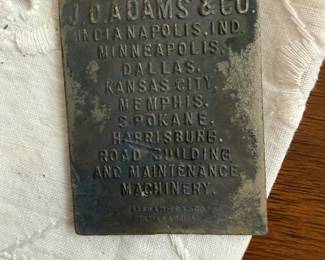 J.D. ADAMS & CO.
INDIANAPOLIS, IND.
MINNEAPOLIS,
DALLAS,
KANSAS CITY,
MEMPHIS,
SPOKANE,
HARRISBURG.
ROAD BUILDING
AND MAINTENANCE
MACHINERY.